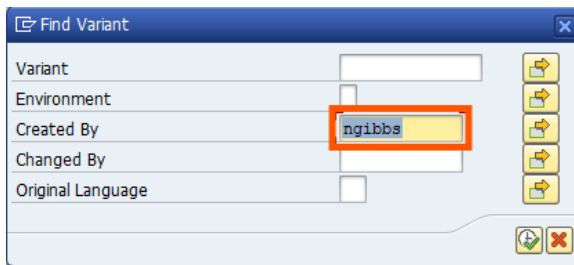 Find Variant
Variant
Environment
Created By ngibbs
Changed By
Original Language